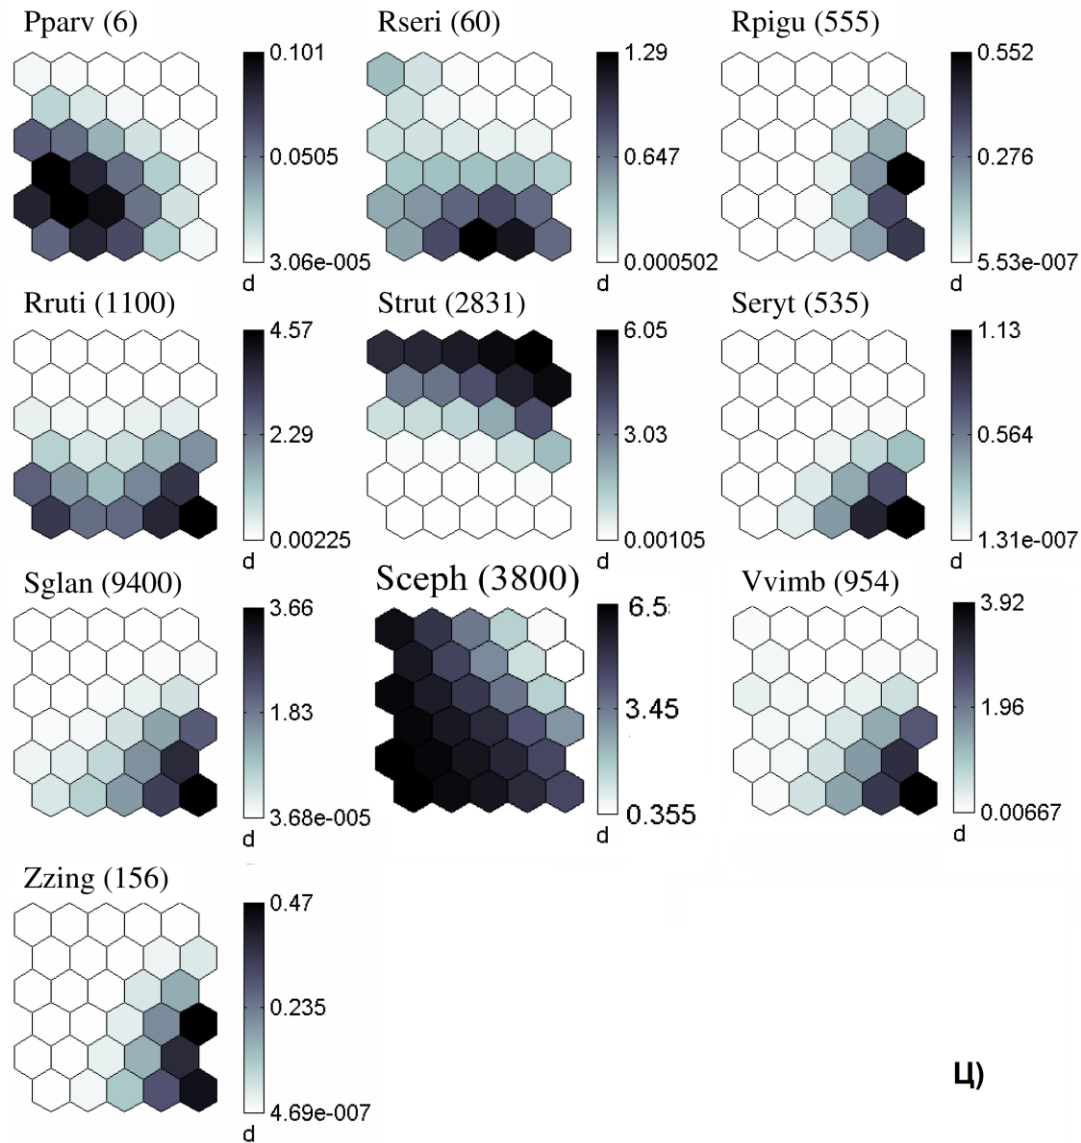 Pparv (6)
0.101
0.0505
3.06e-005
d
Rseri (60)
1.29
0.647
0.000502
d
Rpigu (555)
0.552
0.276
5.53e-007
d
Rruti (1100)
4.57
2.29
0.00225
d
Strut (2831)
6.05
3.03
0.00105
d
Seryt (535)
1.13
0.564
1.31e-007
d
Sglan (9400)
3.66
1.83
3.68e-005
d
Sceph (3800)
6.5
3.45
0.355
d
Vvimb (954)
3.92
1.96
0.00667
d
Zzing (156)
0.47
0.235
4.69e-007
d
Ц)